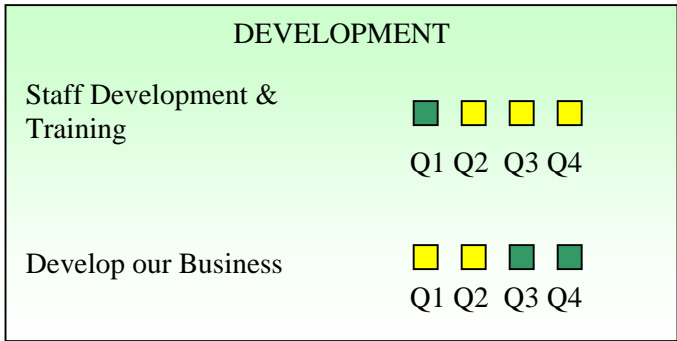 DEVELOPMENT
Staff Development &
Training
Q1 Q2 Q3 Q4
Develop our Business
Q1 Q2 Q3 Q4